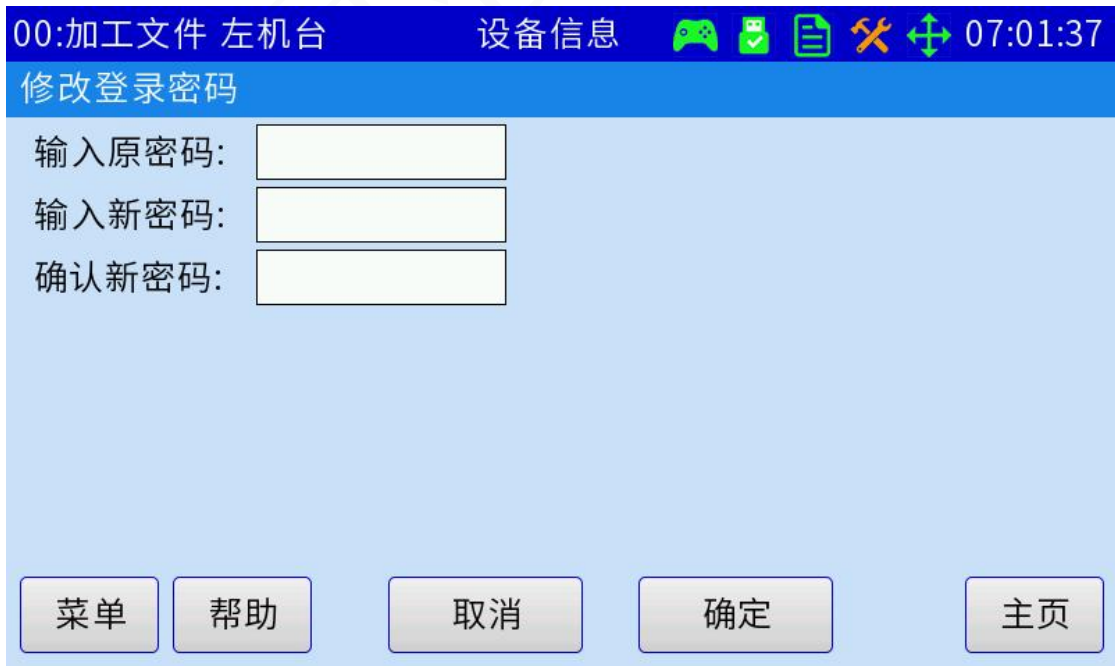 00:加工文件 左机台 设备信息 07:01:37
修改登录密码
输入原密码:
输入新密码:
确认新密码:
菜单 帮助 取消 确定 主页